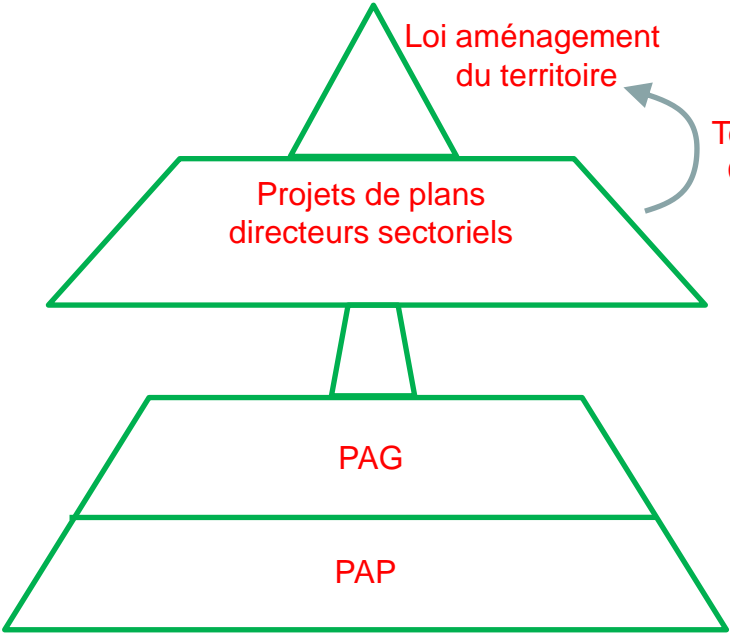 Loi aménagement
du territoire
Projets de plans
directeurs sectoriels
PAG
PAP